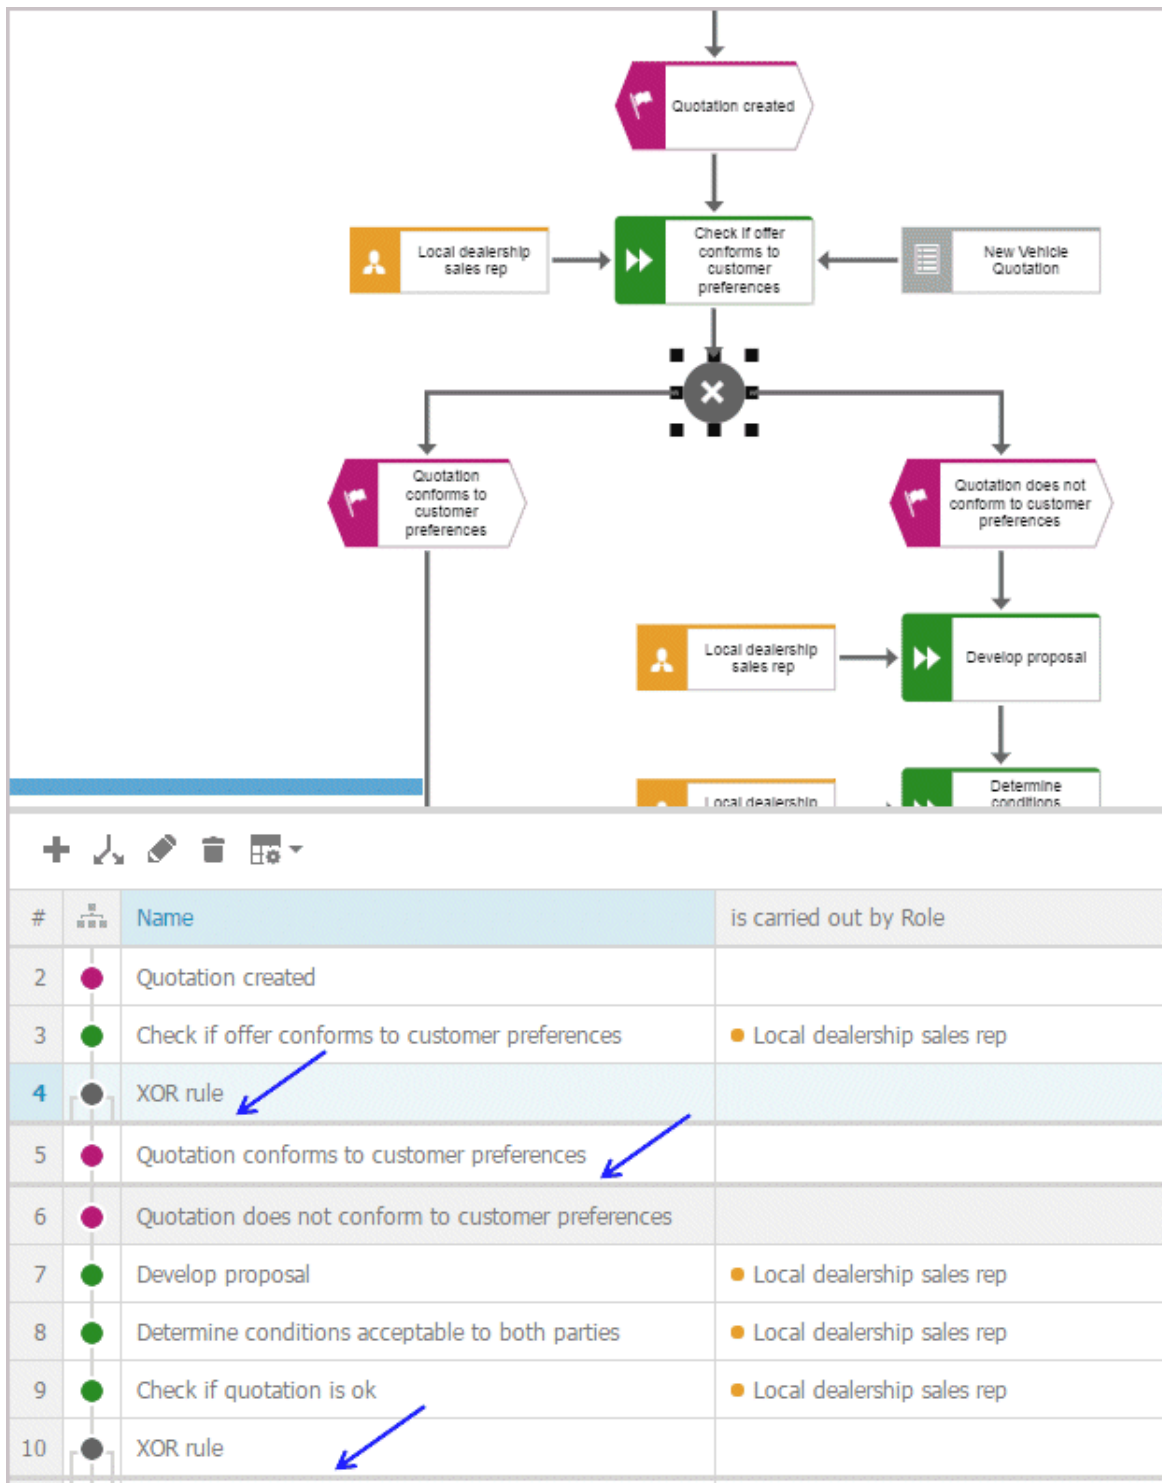 Quotation created
Local dealership
sales rep
Check if offer
conforms to
customer
preferences
New Vehicle
Quotation
Quotation
conforms to
customer
preferences
Quotation does not
conform to customer
preferences
Local dealership
sales rep
Develop proposal
Local dealership
Determine
conditions
# Name is carried out by Role
2 Quotation created
3 Check if offer conforms to customer preferences Local dealership sales rep
4 XOR rule
5 Quotation conforms to customer preferences
6 Quotation does not conform to customer preferences
7 Develop proposal Local dealership sales rep
8 Determine conditions acceptable to both parties Local dealership sales rep
9 Check if quotation is ok Local dealership sales rep
10 XOR rule